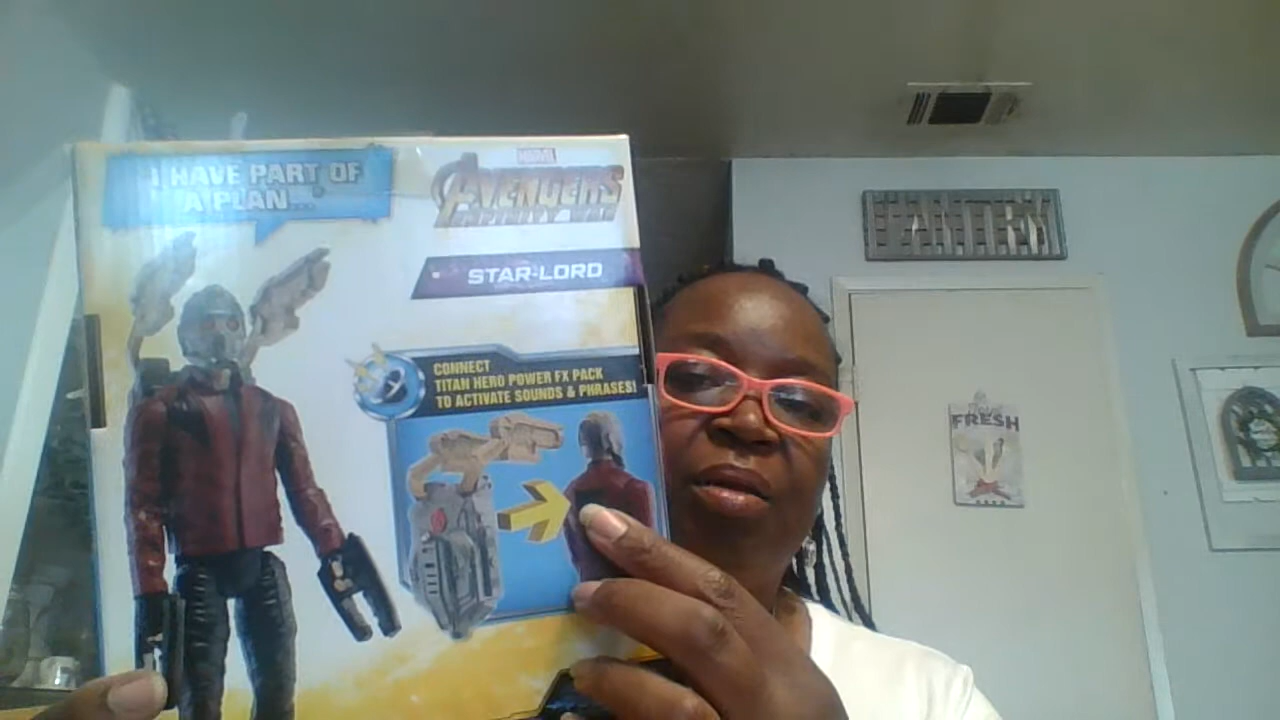 "I HAVE PART OF
A PLAN..."
MARVEL
AVENGERS
INFINITY WAR
STAR-LORD
CONNECT
TITAN HERO POWER FX PACK
TO ACTIVATE SOUNDS & PHRASES!
PANTRY
FRESH